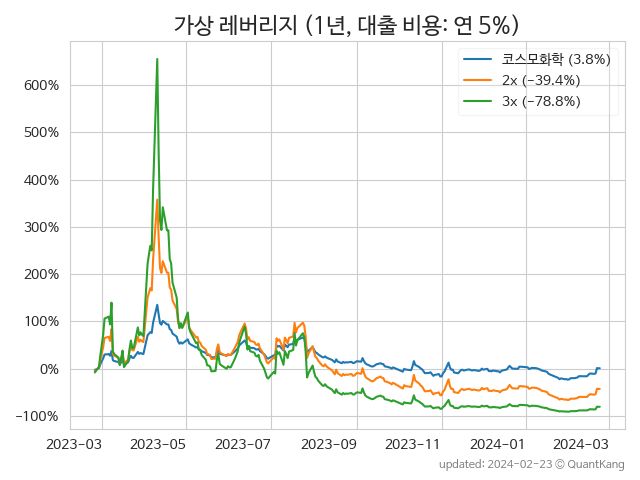 가상 레버리지 (1년, 대출 비용: 연 5%)
코스모화학 (3.8%)
2x (−39.4%)
3x (−78.8%)
600%
500%
400%
300%
200%
100%
0%
−100%
2023-03 2023-05 2023-07 2023-09 2023-11 2024-01 2024-03
updated: 2024-02-23 ⓒ QuantKang